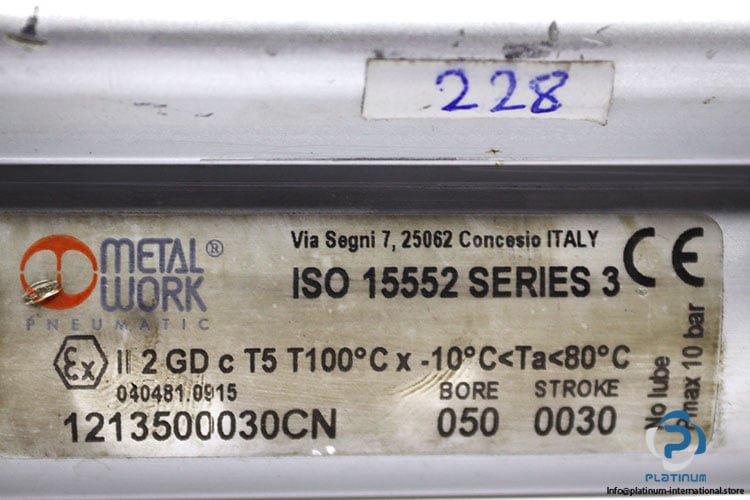 228
METAL WORK®
PNEUMATIC
Via Segni 7, 25062 Concesio ITALY
ISO 15552 SERIES 3
CE
Ex II 2 GD c T5 T100°C x -10°C<Ta<80°C
040481.0915
1213500030CN
BORE STROKE
050 0030
No lube
Pmax 10 bar
PLATINUM
Info@platinum-international.store